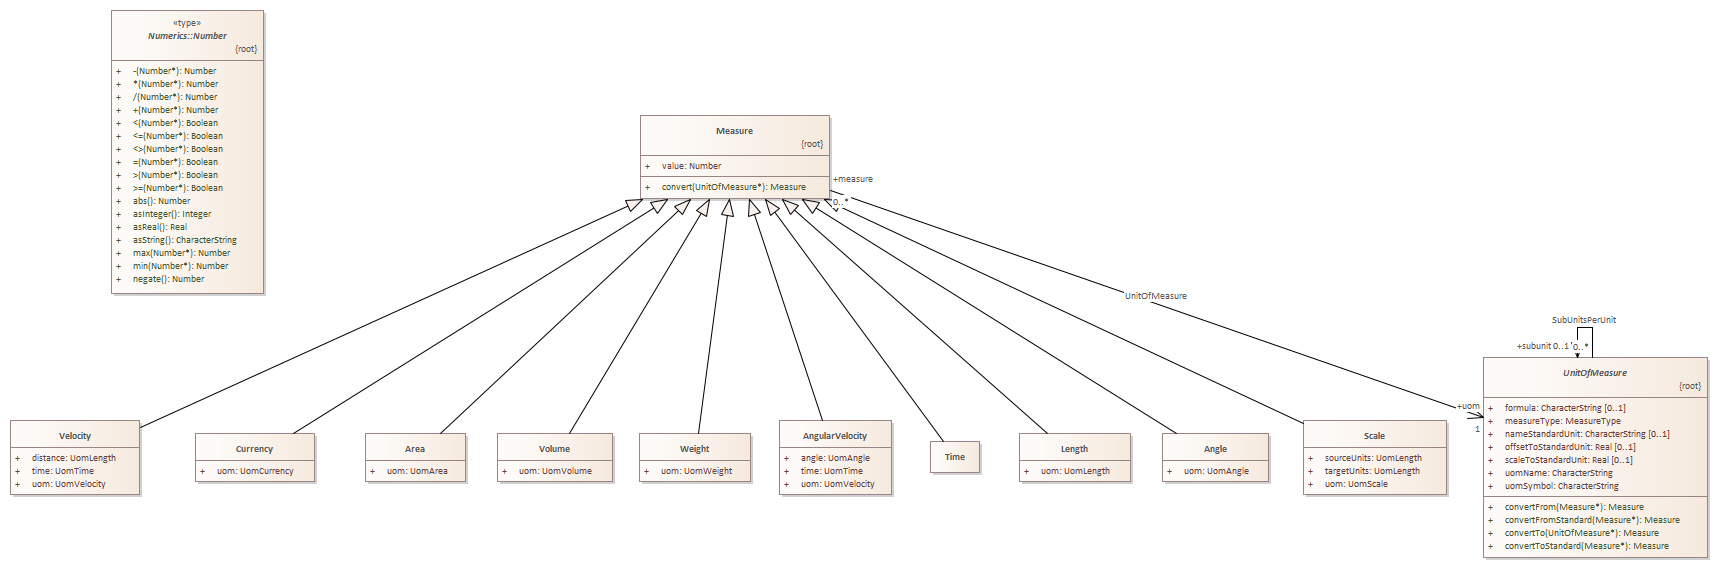 «type»
Numerics::Number
{root}
+ -(Number*): Number
+ *(Number*): Number
+ /(Number*): Number
+ +(Number*): Number
+ <(Number*): Boolean
+ <=(Number*): Boolean
+ <>(Number*): Boolean
+ =(Number*): Boolean
+ >(Number*): Boolean
+ >=(Number*): Boolean
+ abs(): Number
+ asInteger(): Integer
+ asReal(): Real
+ asString(): CharacterString
+ max(Number*): Number
+ min(Number*): Number
+ negate(): Number
Measure
{root}
+ value: Number
+ convert(UnitOfMeasure*): Measure
+measure
0..*
UnitOfMeasure
SubUnitsPerUnit
+subunit 0..1
0..*
+uom
1
UnitOfMeasure
{root}
+ formula: CharacterString [0..1]
+ measureType: MeasureType
+ nameStandardUnit: CharacterString [0..1]
+ offsetToStandardUnit: Real [0..1]
+ scaleToStandardUnit: Real [0..1]
+ uomName: CharacterString
+ uomSymbol: CharacterString
+ convertFrom(Measure*): Measure
+ convertFromStandard(Measure*): Measure
+ convertTo(UnitOfMeasure*): Measure
+ convertToStandard(Measure*): Measure
Velocity
+ distance: UomLength
+ time: UomTime
+ uom: UomVelocity
Currency
+ uom: UomCurrency
Area
+ uom: UomArea
Volume
+ uom: UomVolume
Weight
+ uom: UomWeight
AngularVelocity
+ angle: UomAngle
+ time: UomTime
+ uom: UomVelocity
Time
Length
+ uom: UomLength
Angle
+ uom: UomAngle
Scale
+ sourceUnits: UomLength
+ targetUnits: UomLength
+ uom: UomScale